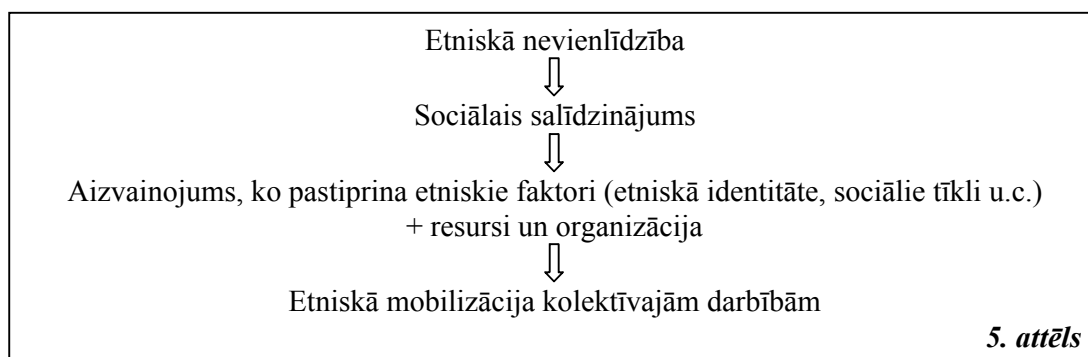 Etniskā nevienlīdzība
Sociālais salīdzinājums
Aizvainojums, ko pastiprina etniskie faktori (etniskā identitāte, sociālie tīkli u.c.)
+ resursi un organizācija
Etniskā mobilizācija kolektīvajām darbībām
5. attēls